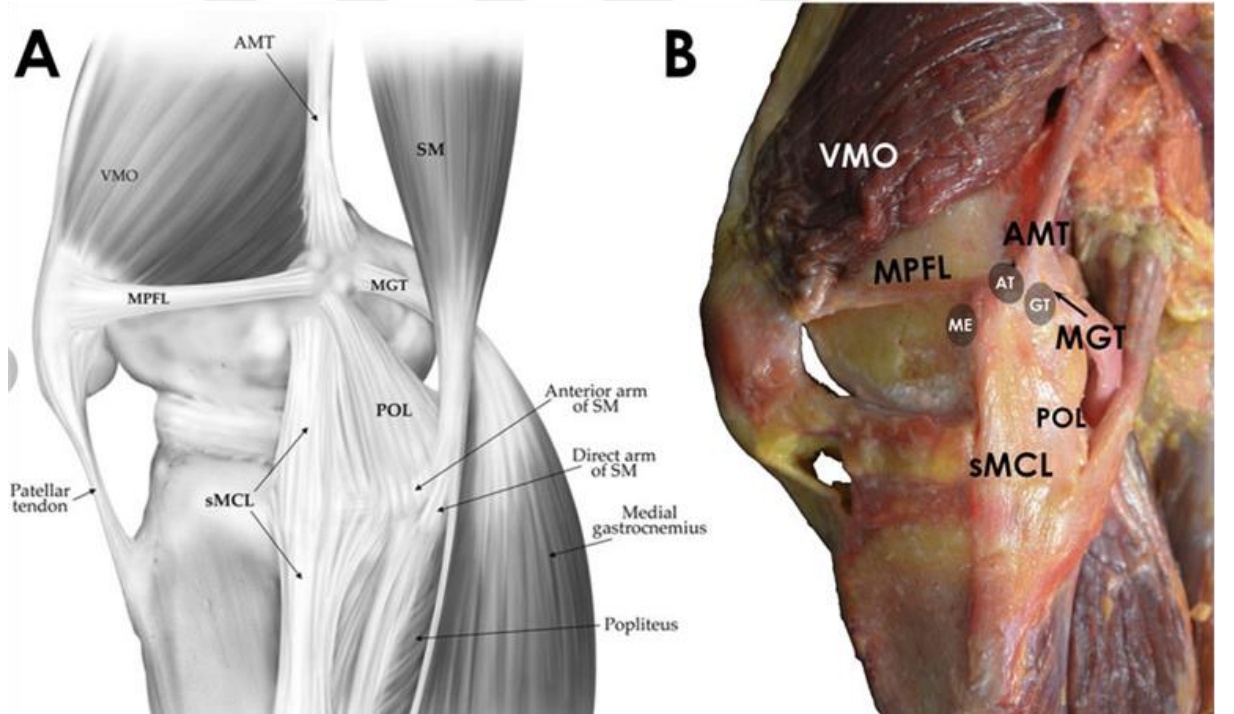 A
AMT
VMO
SM
MPFL
MGT
POL
Anterior arm
of SM
Direct arm
of SM
Patellar
tendon
sMCL
Medial
gastrocnemius
Popliteus
B
VMO
AMT
MPFL
AT
GT
ME
MGT
POL
sMCL